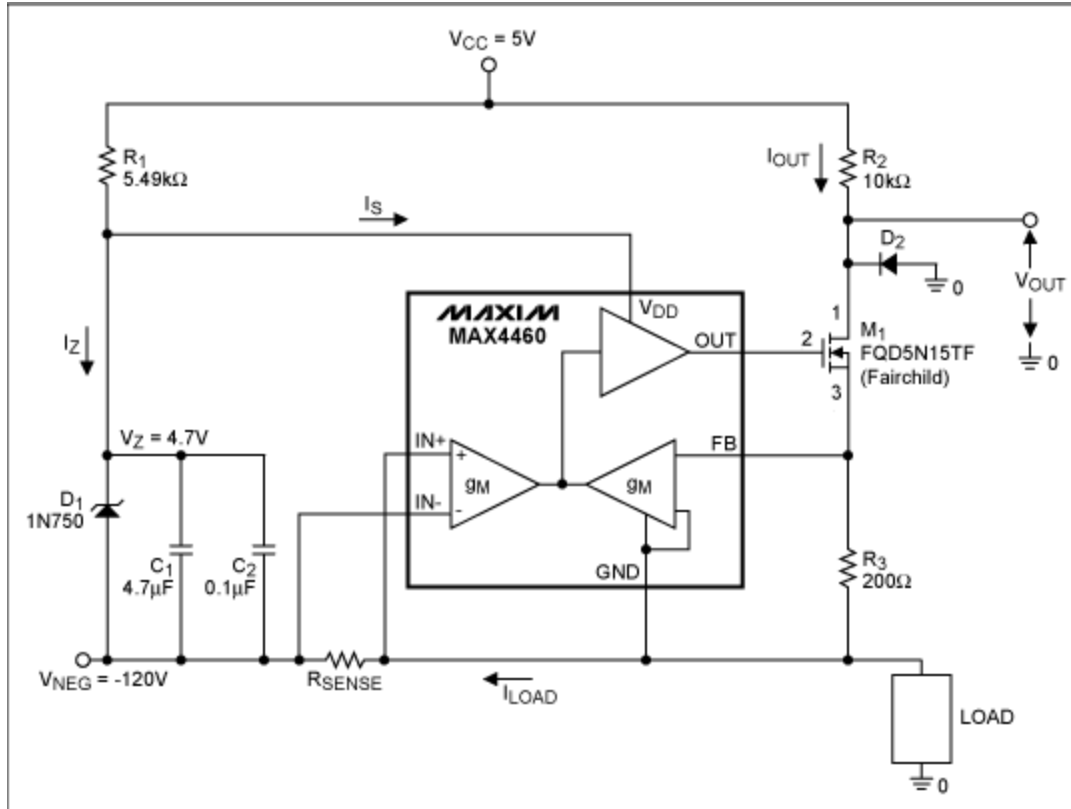 VCC = 5V
R1
5.49kΩ
IOUT
R2
10kΩ
IS
D2
0
VOUT
0
MAXIM
MAX4460
VDD
OUT
1
2
3
M1
FQD5N15TF
(Fairchild)
IZ
VZ = 4.7V
IN+
+
gM
IN-
-
gM
FB
D1
1N750
C1
4.7µF
C2
0.1µF
GND
R3
200Ω
VNEG = -120V
RSENSE
ILOAD
LOAD
0